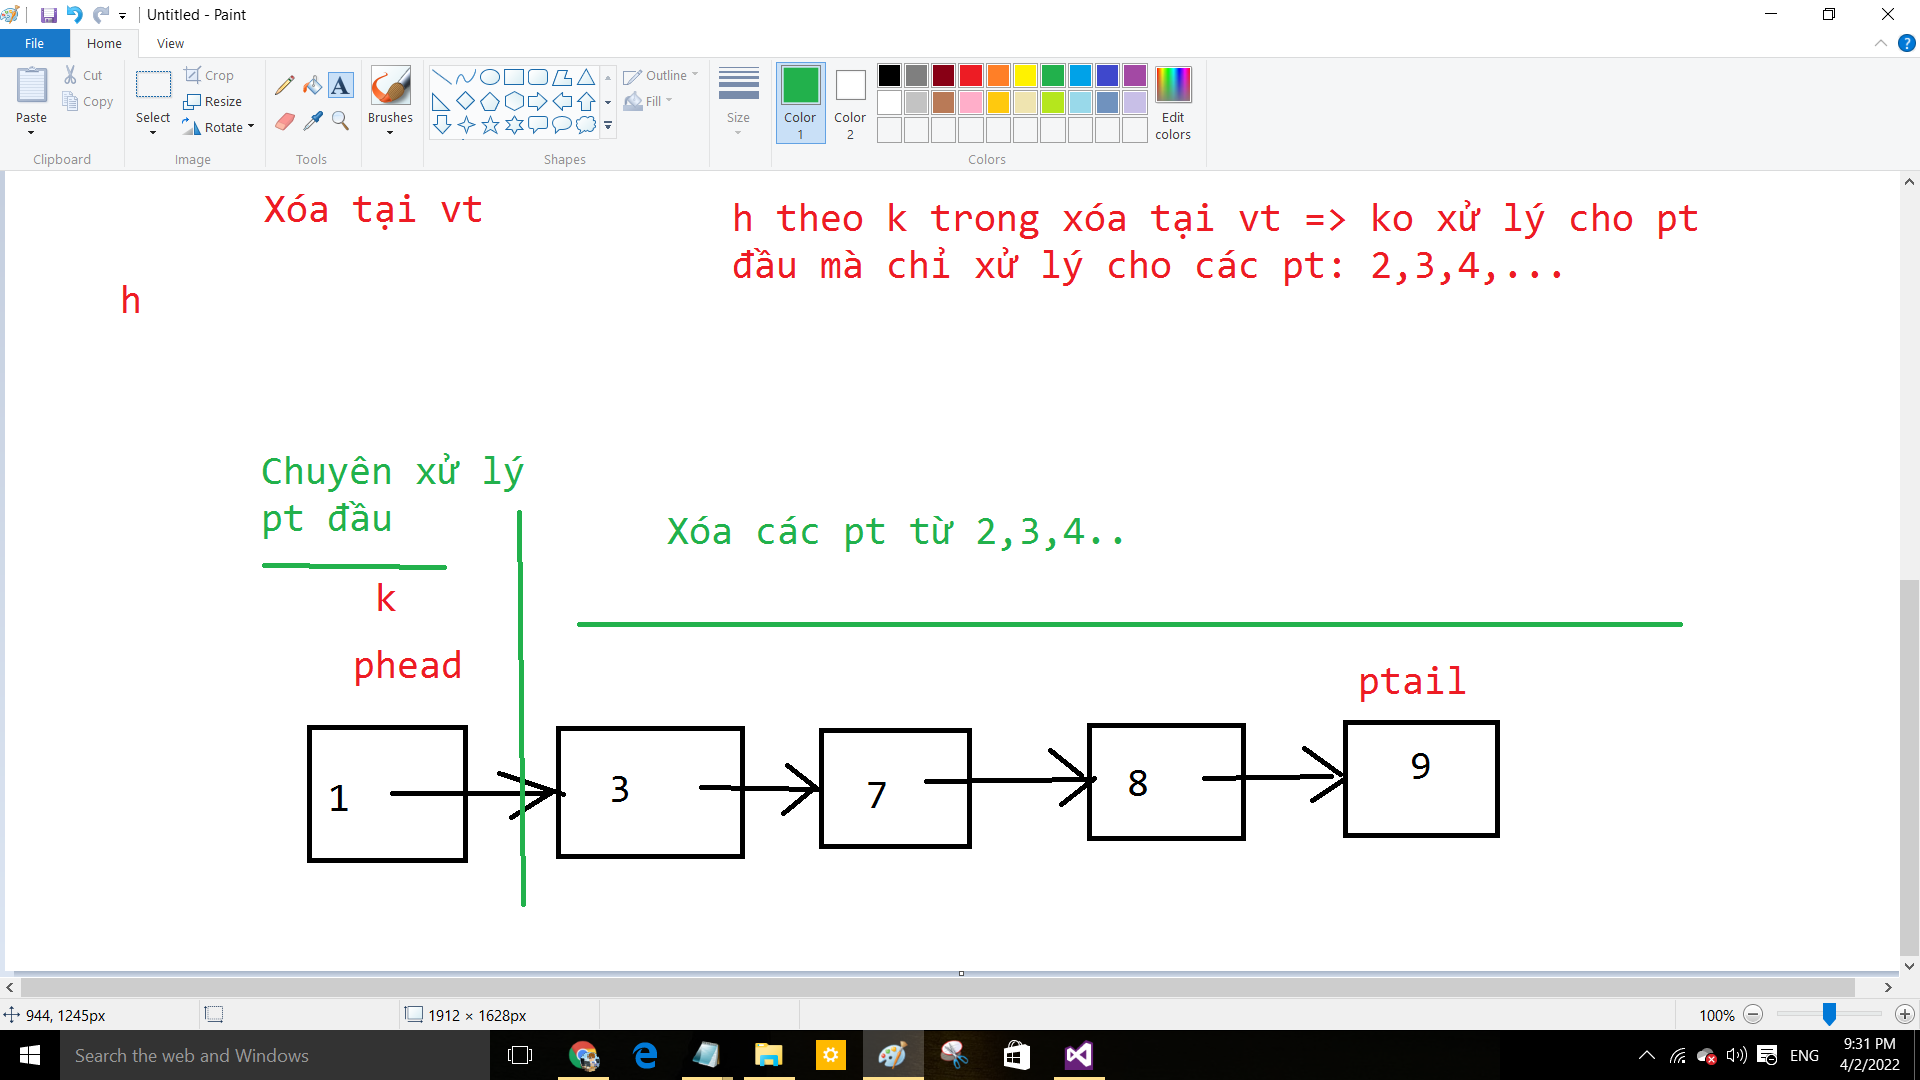 Untitled - Paint
File Home View
Paste
Cut
Copy
Clipboard
Select
Crop
Resize
Rotate
Image
Tools
Brushes
Shapes
Outline
Fill
Size
Color 1
Color 2
Colors
Edit colors
Xóa tại vt
h theo k trong xóa tại vt => ko xử lý cho pt
đầu mà chỉ xử lý cho các pt: 2,3,4,...
h
Chuyên xử lý
pt đầu
Xóa các pt từ 2,3,4..
k
phead
ptail
1 3 7 8 9
944, 1245px
1912 × 1628px
100%
Search the web and Windows
ENG
9:31 PM
4/2/2022